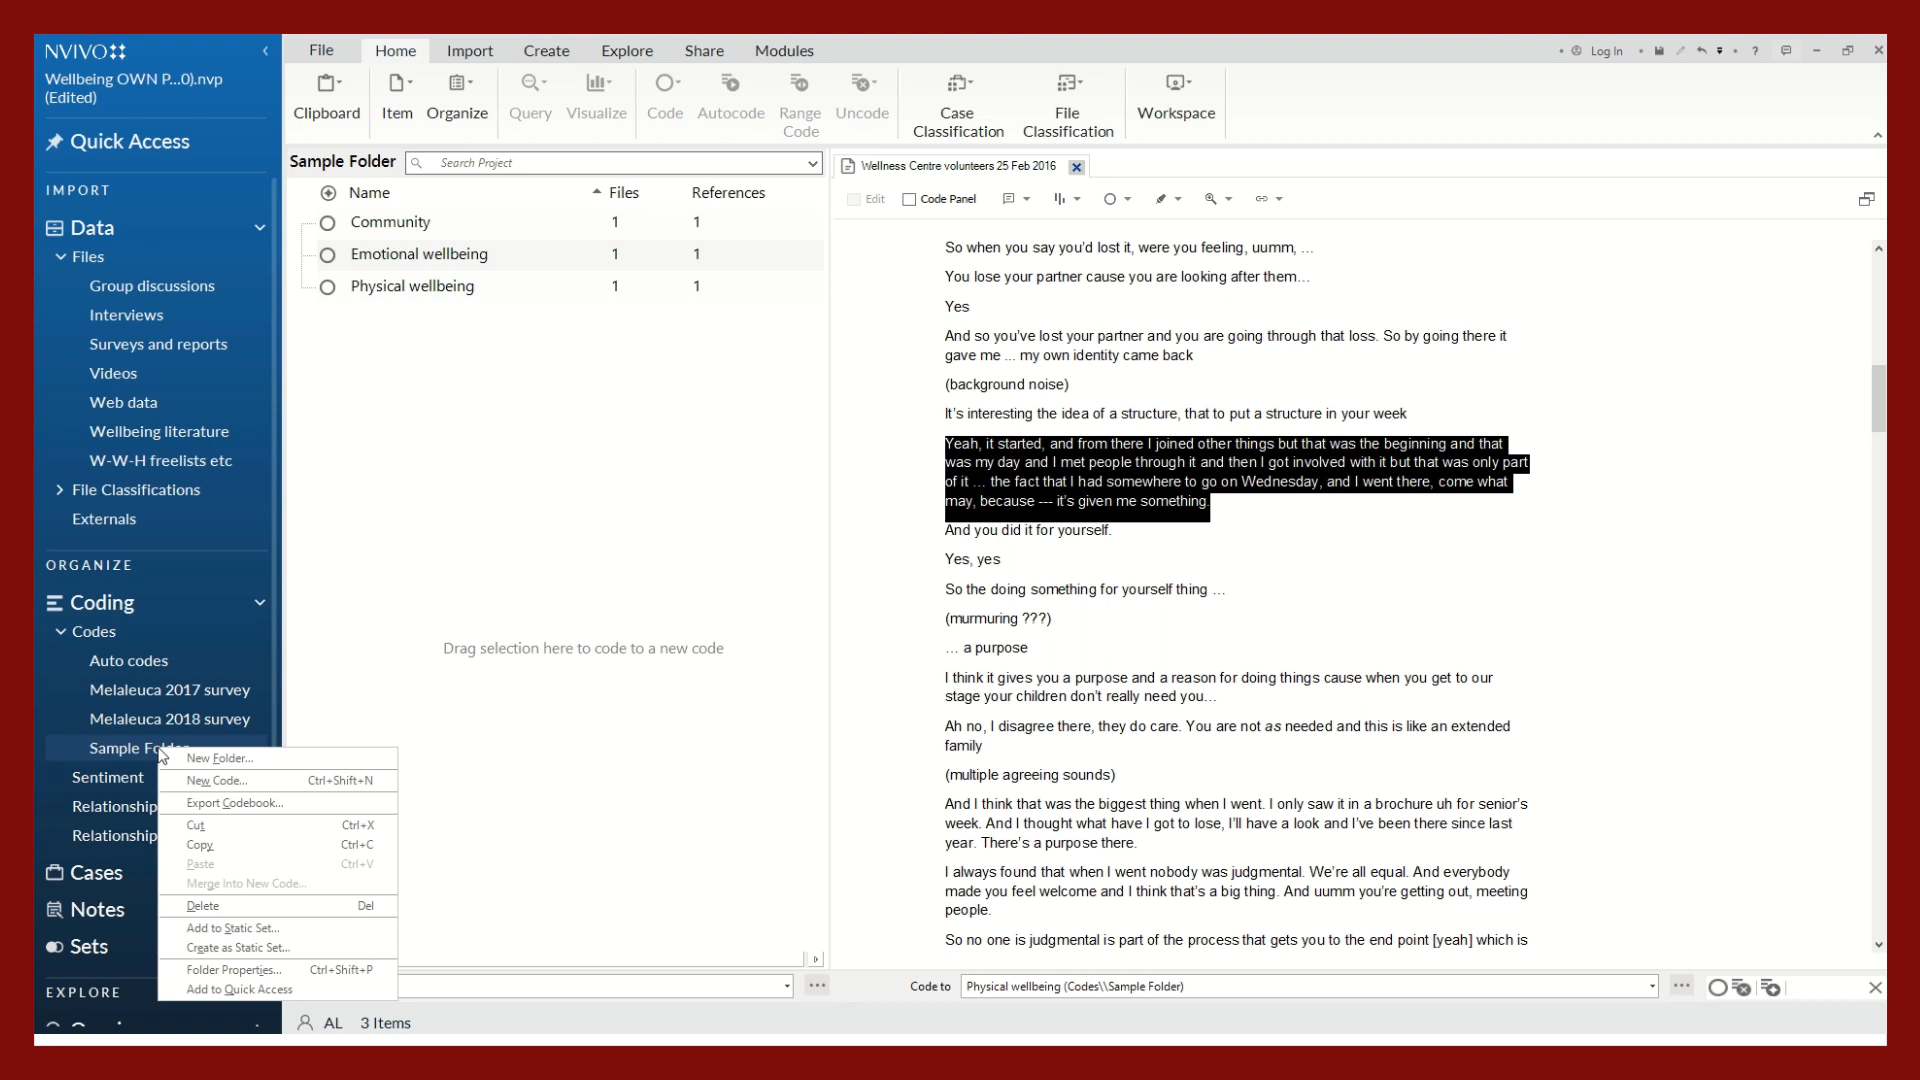 NVIVO
Wellbeing OWN P...0).nvp
(Edited)
Quick Access
IMPORT
Data
Files
Group discussions
Interviews
Surveys and reports
Videos
Web data
Wellbeing literature
W-W-H freelists etc
File Classifications
Externals
ORGANIZE
Coding
Codes
Auto codes
Melaleuca 2017 survey
Melaleuca 2018 survey
Sample
Sentiment
Relationship
Relationship
Cases
Notes
Sets
EXPLORE
File Home Import Create Explore Share Modules
Log In ?
Clipboard Item Organize Query Visualize Code Autocode Range Code Uncode Case Classification File Classification Workspace
Sample Folder Search Project
Name Files References
Community 1 1
Emotional wellbeing 1 1
Physical wellbeing 1 1
Drag selection here to code to a new code
New Folder...
New Code... Ctrl+Shift+N
Export Codebook...
Cut Ctrl+X
Copy Ctrl+C
Paste Ctrl+V
Merge Into New Code...
Delete Del
Add to Static Set...
Create as Static Set...
Folder Properties... Ctrl+Shift+P
Add to Quick Access
Wellness Centre volunteers 25 Feb 2016
Edit Code Panel
So when you say you'd lost it, were you feeling, uumm, ...
You lose your partner cause you are looking after them...
Yes
And so you've lost your partner and you are going through that loss. So by going there it
gave me ... my own identity came back
(background noise)
It's interesting the idea of a structure, that to put a structure in your week
Yeah, it started, and from there I joined other things but that was the beginning and that
was my day and I met people through it and then I got involved with it but that was only part
of it ... the fact that I had somewhere to go on Wednesday, and I went there, come what
may, because --- it's given me something.
And you did it for yourself.
Yes, yes
So the doing something for yourself thing ...
(murmuring ???)
... a purpose
I think it gives you a purpose and a reason for doing things cause when you get to our
stage your children don't really need you...
Ah no, I disagree there, they do care. You are not as needed and this is like an extended
family
(multiple agreeing sounds)
And I think that was the biggest thing when I went. I only saw it in a brochure uh for senior's
week. And I thought what have I got to lose, I'll have a look and I've been there since last
year. There's a purpose there.
I always found that when I went nobody was judgmental. We're all equal. And everybody
made you feel welcome and I think that's a big thing. And uumm you're getting out, meeting
people.
So no one is judgmental is part of the process that gets you to the end point [yeah] which is
Code to Physical wellbeing (Codes\\Sample Folder)
AL 3 Items